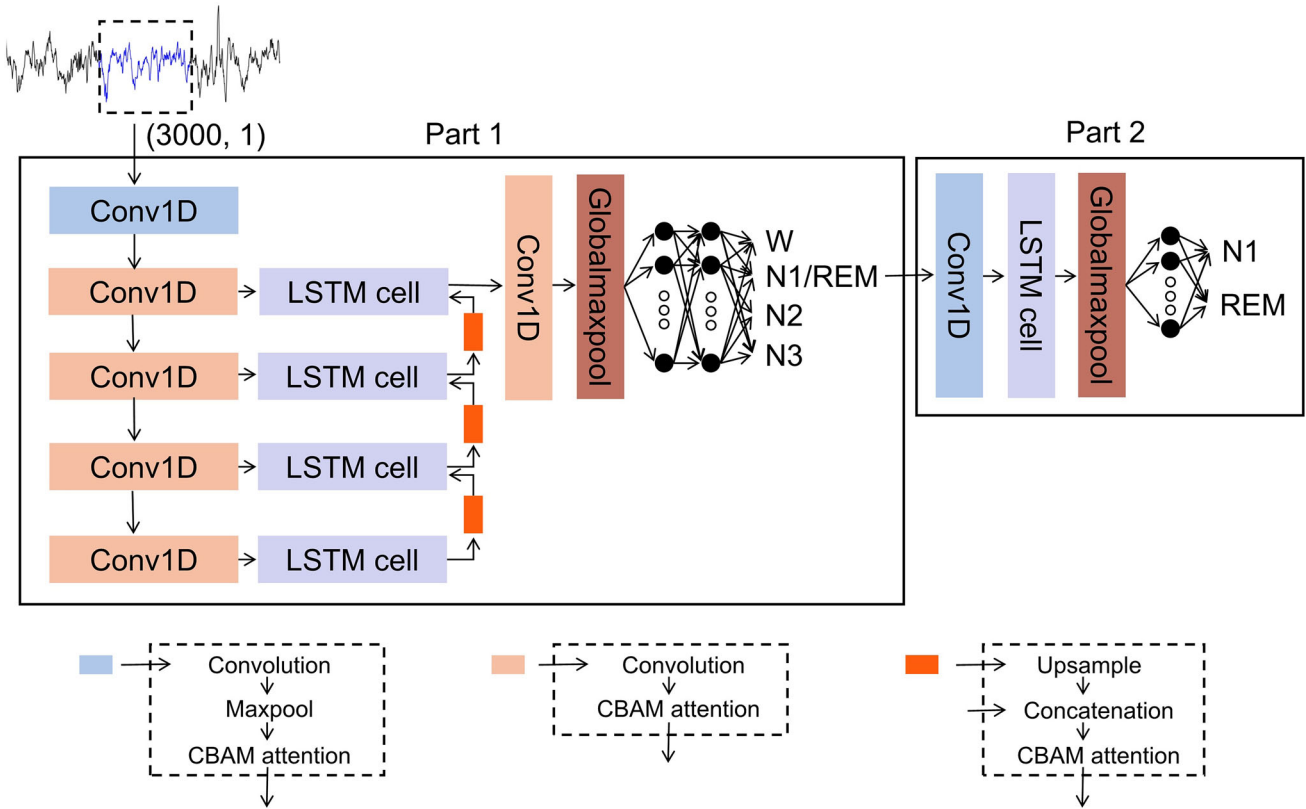 (3000, 1)
Part 1
Part 2
Conv1D
Conv1D
LSTM cell
Conv1D
LSTM cell
Conv1D
LSTM cell
Conv1D
LSTM cell
Conv1D
Globalmaxpool
W
N1/REM
N2
N3
Conv1D
LSTM cell
Globalmaxpool
N1
REM
Convolution
Maxpool
CBAM attention
Convolution
CBAM attention
Upsample
Concatenation
CBAM attention